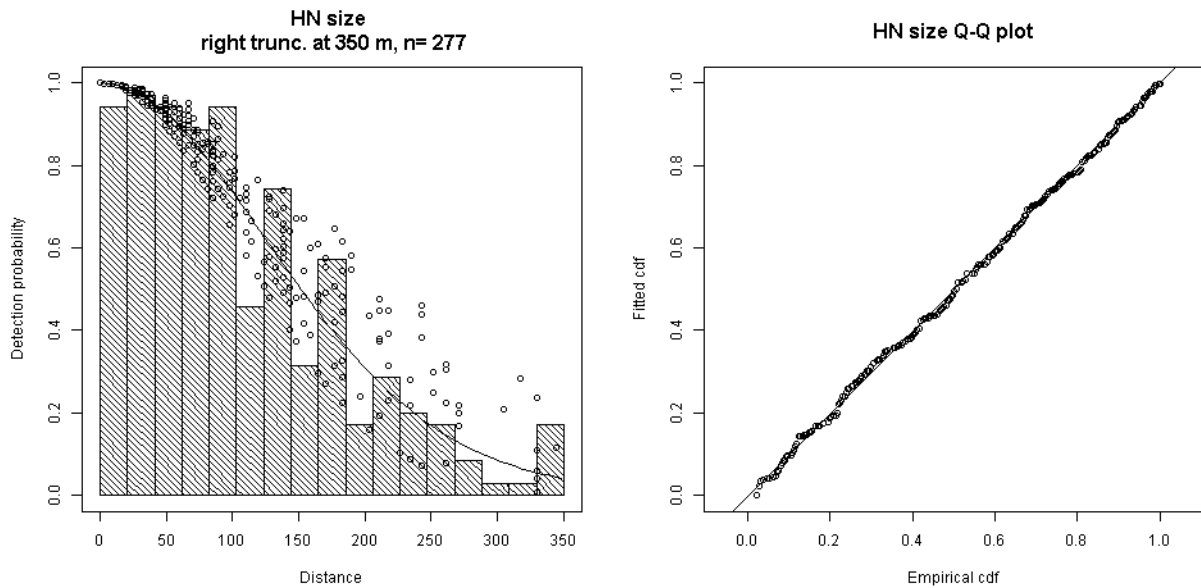 HN size
right trunc. at 350 m, n= 277
Detection probability
1.0
0.8
0.6
0.4
0.2
0.0
0 50 100 150 200 250 300 350
Distance
HN size Q-Q plot
Fitted cdf
1.0
0.8
0.6
0.4
0.2
0.0
0.0 0.2 0.4 0.6 0.8 1.0
Empirical cdf